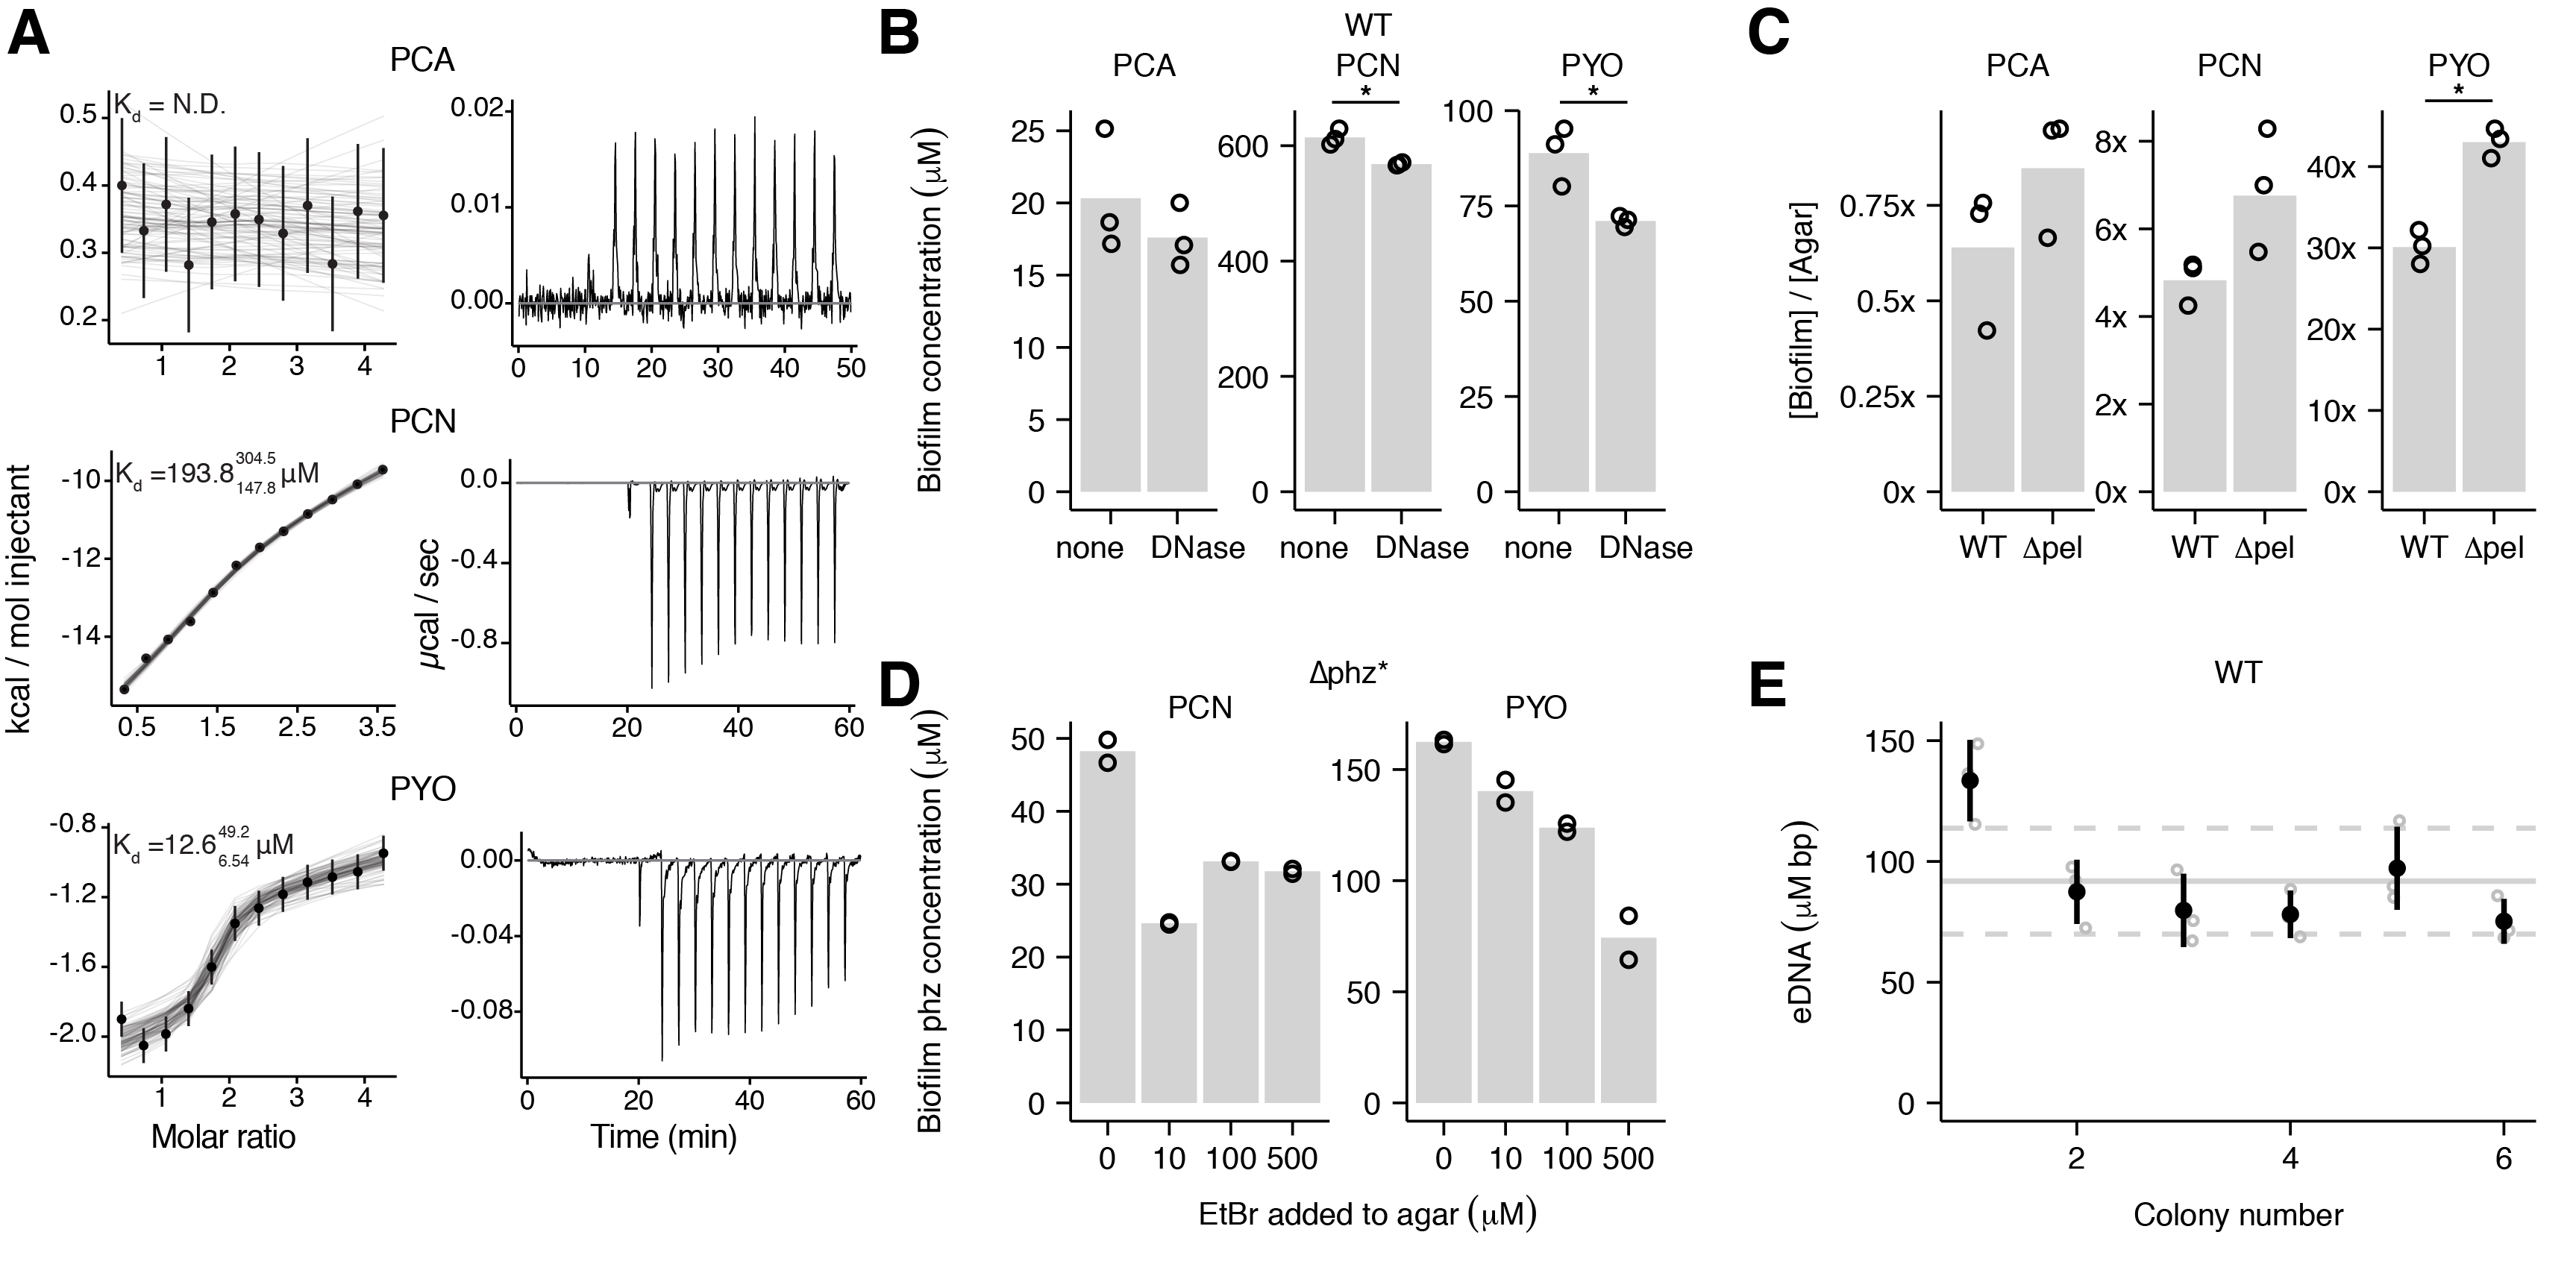 A
PCA
K_d = N.D.
0.5
0.4
0.3
0.2
1 2 3 4
0.02
0.01
0.00
0 10 20 30 40 50
PCN
K_d =193.8 304.5 147.8 µM
-10
-12
-14
0.5 1.5 2.5 3.5
kcal / mol injectant
0.0
-0.4
-0.8
0 20 40 60
µcal / sec
PYO
K_d =12.6 49.2 6.54 µM
-0.8
-1.2
-1.6
-2.0
1 2 3 4
Molar ratio
0.00
-0.04
-0.08
0 20 40 60
Time (min)
B
WT
PCA PCN PYO
* *
Biofilm concentration (µM)
25
20
15
10
5
0
600
400
200
0
100
75
50
25
0
none DNase none DNase none DNase
C
PCA PCN PYO
*
[Biofilm] / [Agar]
0.75x
0.5x
0.25x
0x
8x
6x
4x
2x
0x
40x
30x
20x
10x
0x
WT Δpel WT Δpel WT Δpel
D
Δphz*
PCN PYO
Biofilm phz concentration (µM)
50
40
30
20
10
0
150
100
50
0
0 10 100 500 0 10 100 500
EtBr added to agar (µM)
E
WT
eDNA (µM bp)
150
100
50
0
2 4 6
Colony number